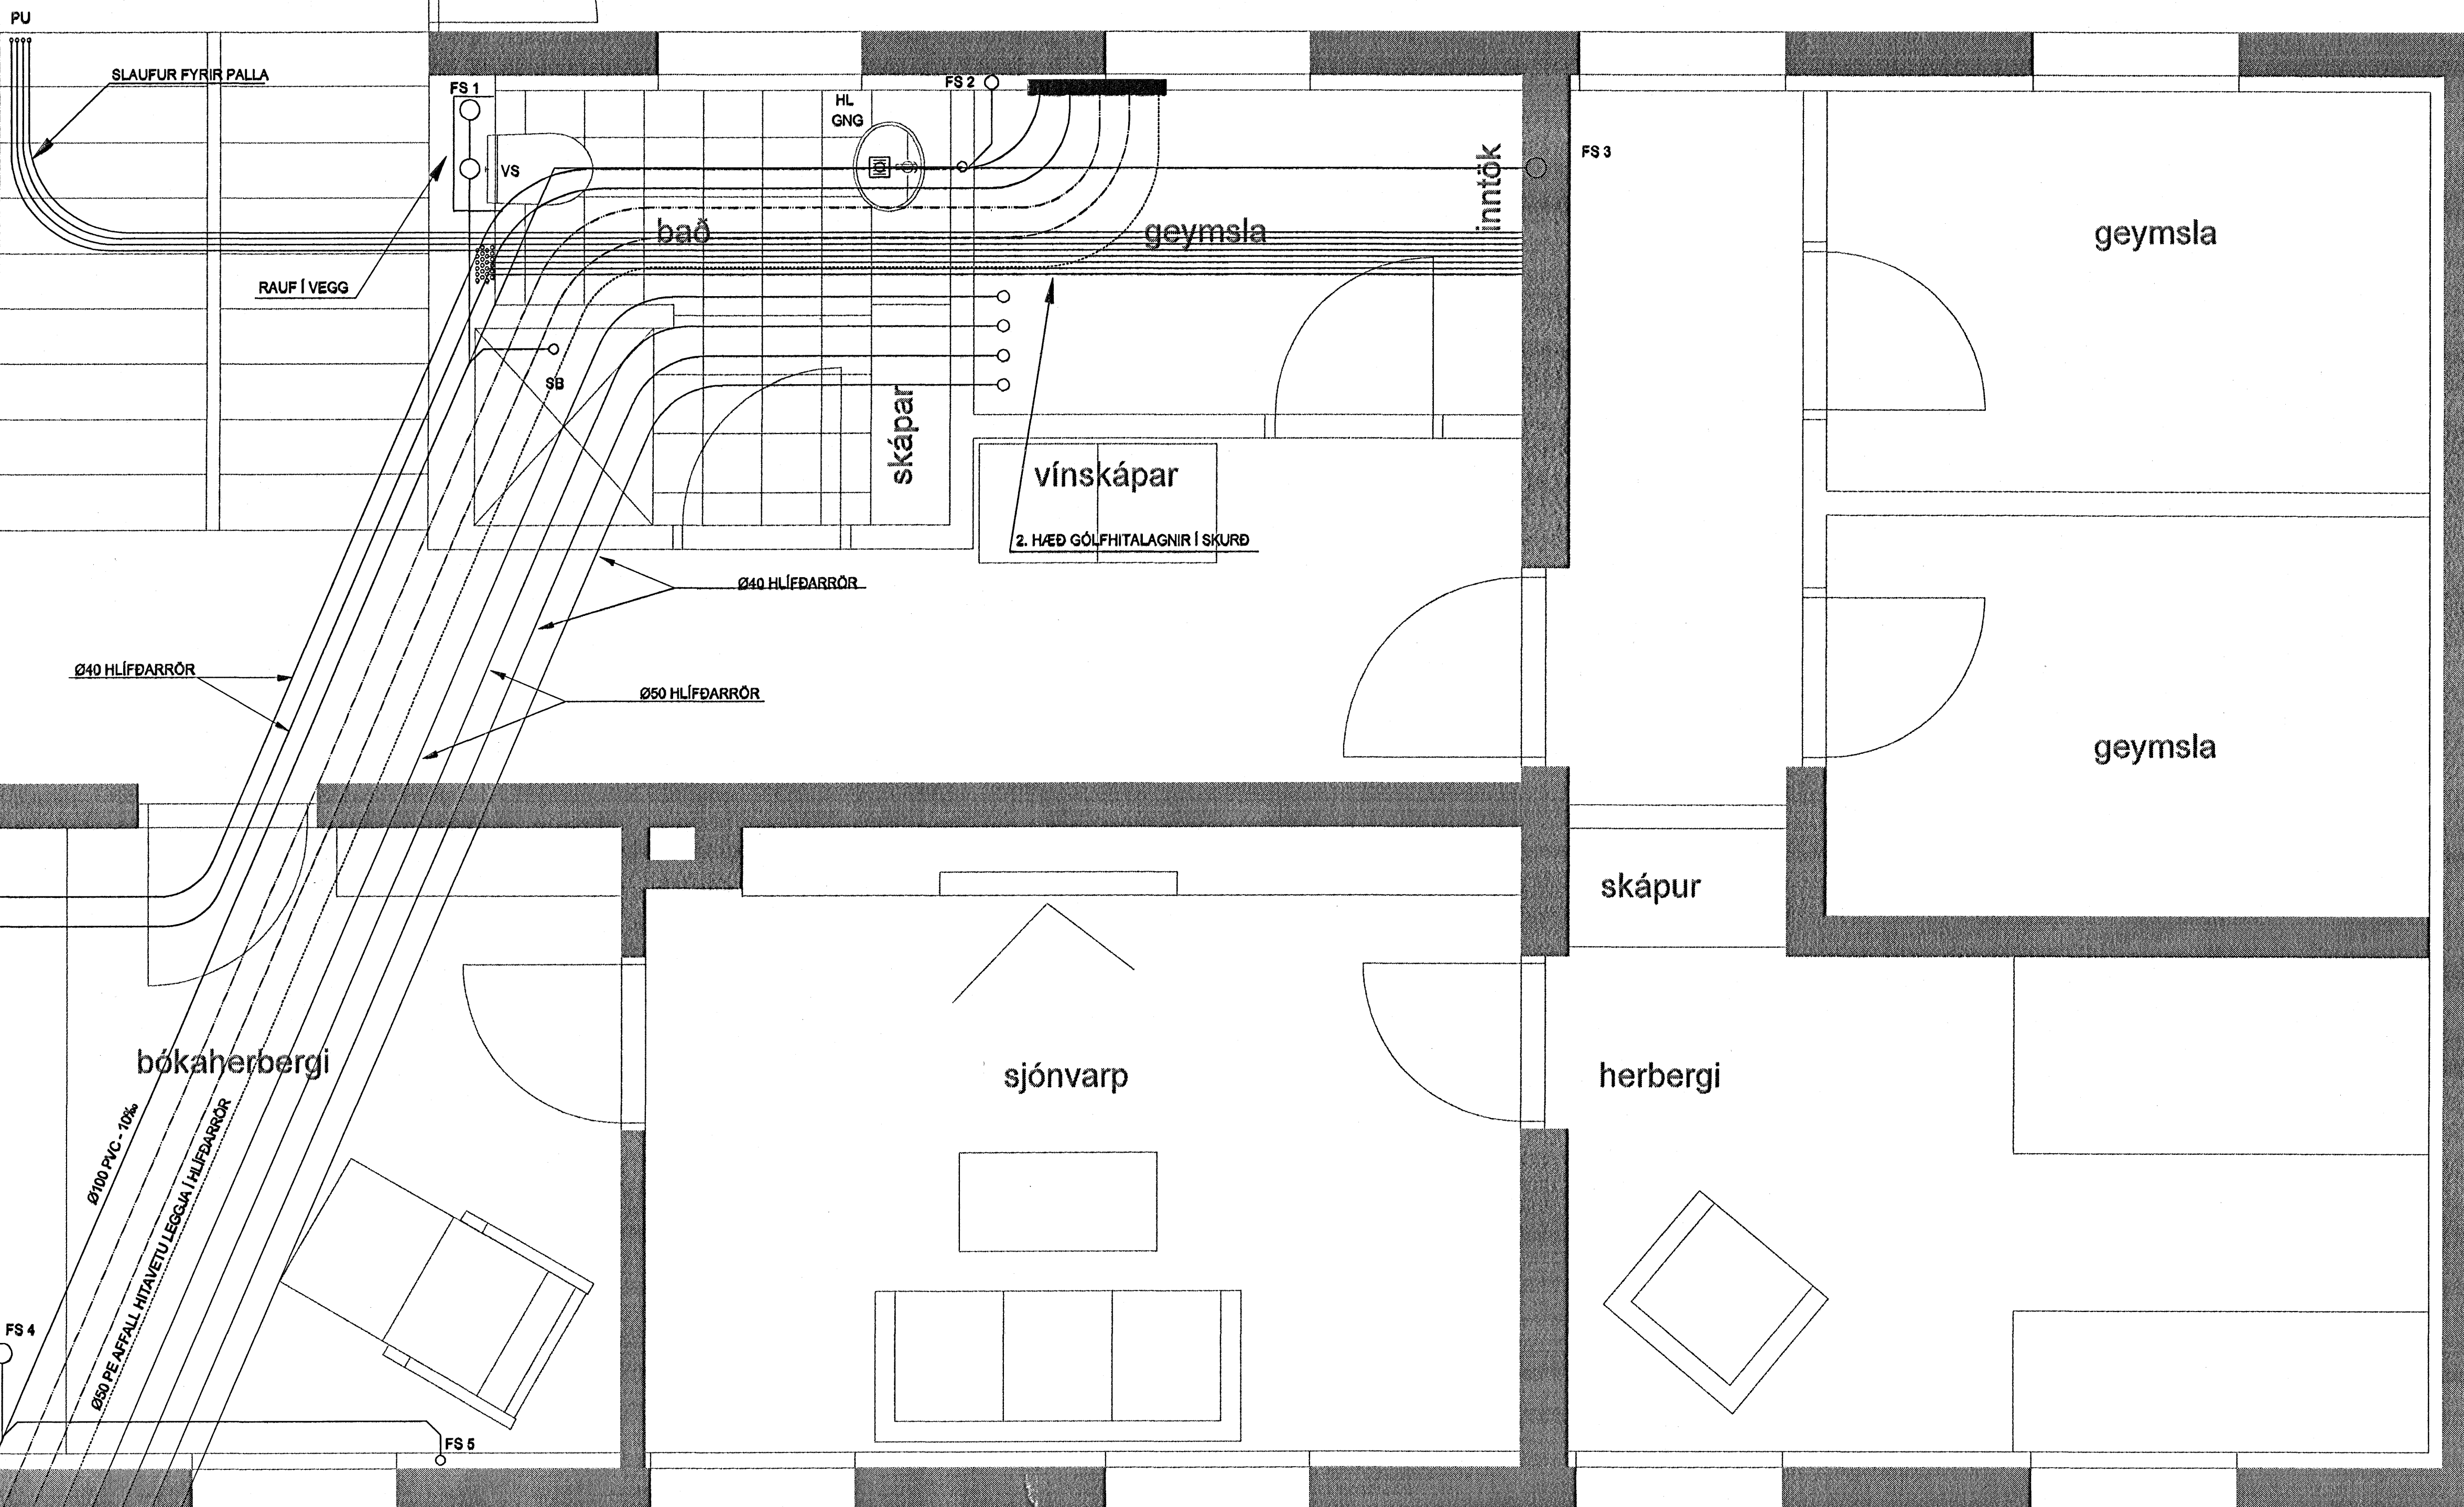 PU
SLAUFUR FYRIR PALLA
FS 1
VS
HL
GNG
FS 2
inntök
FS 3
bað
geymsla
geymsla
RAUF Í VEGG
SB
skápar
vínskápar
2. HÆÐ GÓLFHITALAGNIR Í SKURÐ
Ø40 HLÍFÐARRÖR
Ø40 HLÍFÐARRÖR
Ø50 HLÍFÐARRÖR
geymsla
skápur
bókaherbergi
sjónvarp
herbergi
Ø100 PVC - 10‰
Ø50 PE AFFALL HITAVETU LEGGJA Í HLÍFÐARRÖR
FS 4
FS 5